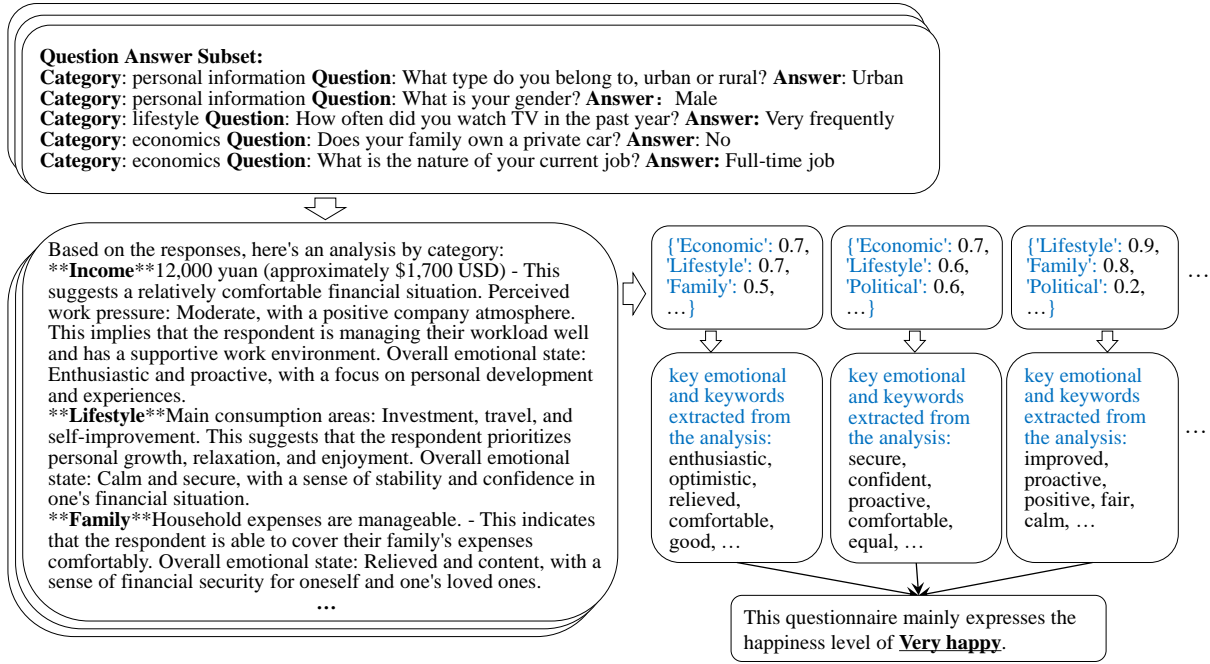 Question Answer Subset:
Category: personal information Question: What type do you belong to, urban or rural? Answer: Urban
Category: personal information Question: What is your gender? Answer： Male
Category: lifestyle Question: How often did you watch TV in the past year? Answer: Very frequently
Category: economics Question: Does your family own a private car? Answer: No
Category: economics Question: What is the nature of your current job? Answer: Full-time job
Based on the responses, here's an analysis by category:
**Income**12,000 yuan (approximately $1,700 USD) - This
suggests a relatively comfortable financial situation. Perceived
work pressure: Moderate, with a positive company atmosphere.
This implies that the respondent is managing their workload well
and has a supportive work environment. Overall emotional state:
Enthusiastic and proactive, with a focus on personal development
and experiences.
**Lifestyle**Main consumption areas: Investment, travel, and
self-improvement. This suggests that the respondent prioritizes
personal growth, relaxation, and enjoyment. Overall emotional
state: Calm and secure, with a sense of stability and confidence in
one's financial situation.
**Family**Household expenses are manageable. - This indicates
that the respondent is able to cover their family's expenses
comfortably. Overall emotional state: Relieved and content, with a
sense of financial security for oneself and one's loved ones.
…
{'Economic': 0.7,
'Lifestyle': 0.7,
'Family': 0.5,
…}
{'Economic': 0.7,
'Lifestyle': 0.6,
'Political': 0.6,
…}
{'Lifestyle': 0.9,
'Family': 0.8,
'Political': 0.2,
…}
…
key emotional
and keywords
extracted from
the analysis:
enthusiastic,
optimistic,
relieved,
comfortable,
good, …
key emotional
and keywords
extracted from
the analysis:
secure,
confident,
proactive,
comfortable,
equal, …
key emotional
and keywords
extracted from
the analysis:
improved,
proactive,
positive, fair,
calm, …
…
This questionnaire mainly expresses the
happiness level of Very happy.